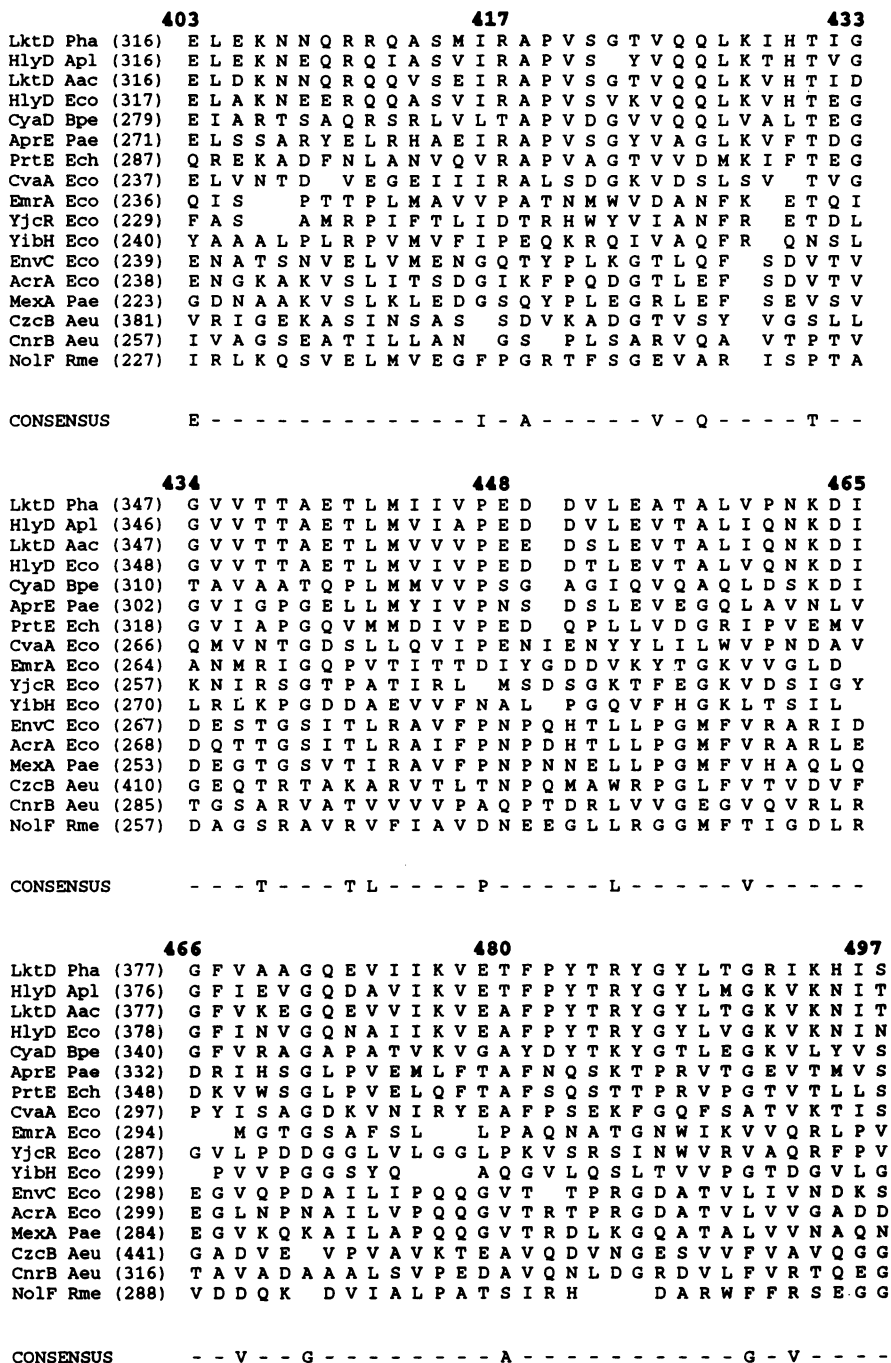 403 417 433
LktD Pha (316) E L E K N N Q R R Q A S M I R A P V S G T V Q Q L K I H T I G
HlyD Apl (316) E L E K N E Q R Q I A S V I R A P V S Y V Q Q L K T H T V G
LktD Aac (316) E L D K N R Q R Q Q V S E I R A P V S G T V Q Q L K V H T I D
HlyD Eco (317) E L A K N E E R Q Q A S V I R A P V S V K V Q Q L K V H T E G
CyaD Bpe (279) E I A R T S A Q R S R L V L T A P V D G V V Q Q L V A L T E G
AprE Pae (271) E L S S A R Y E L R H A E I R A P V S G Y V A G L K V F T D G
PrtE Ech (287) Q R E K A D F N L A N V Q V R A P V A G T V V D M K I F T E G
CvaA Eco (237) E L V N T D V E G E I I I R A L S D G K V D S L S V T V G
EmrA Eco (236) Q I S P T T P L M A V V P A T N M W V D A N F K E T Q I
YjcR Eco (229) F A S A M R P I F T L I D T R H W Y V I A N F R E T D L
YibH Eco (240) Y A A A L P L R P V M V F I P E Q K R Q I V A Q F R Q N S L
EnvC Eco (239) E N A T S N V E L V M E N G Q T Y P L K G T L Q F S D V T V
AcrA Eco (238) E N G K A K V S L I T S D G I K F P Q D G T L E F S D V T V
MexA Pae (223) G D N A A K V S L K L E D G S Q Y P L E G R L E F S E V S V
CzcB Aeu (381) V R I G E K A S I N S A S S D V K A D G T V S Y V G S L L
CnrB Aeu (257) I V A G S E A T I L L A N G S P L S A R V Q A V T P T V
NolF Rme (227) I R L K Q S V E L M V E G F P G R T F S G E V A R I S P T A
CONSENSUS E - - - - - - - - - - - - I - A - - - - - V - Q - - - - T - -
434 448 465
LktD Pha (347) G V V T T A E T L M I I V P E D D V L E A T A L V P N K D I
HlyD Apl (346) G V V T T A E T L M V I A P E D D V L E V T A L I Q N K D I
LktD Aac (347) G V V T T A E T L M V V V P E E D S L E V T A L I Q N K D I
HlyD Eco (348) G V V T T A E T L M V I V P E D D T L E V T A L V Q N K D I
CyaD Bpe (310) T A V A A T Q P L M M V V P S G A G I Q V Q A Q L D S K D I
AprE Pae (302) G V I G P G E L L M Y I V P N S D S L E V E G Q L A V N L V
PrtE Ech (318) G V I A P G Q V M M D I V P E D Q P L L V D G R I P V E M V
CvaA Eco (266) Q M V N T G D S L L Q V I P E N I E N Y Y L I L W V P N D A V
EmrA Eco (264) A N M R I G Q P V T I T T D I Y G D D V K Y T G K V V G L D
YjcR Eco (257) K N I R S G T P A T I R L M S D S G K T F E G K V D S I G Y
YibH Eco (270) L R L K P G D D A E V V F N A L P G Q V F H G K L T S I L
EnvC Eco (267) D E S T G S I T L R A V F P N P Q H T L L P G M F V R A R I D
AcrA Eco (268) D Q T T G S I T L R A I F P N P D H T L L P G M F V R A R L E
MexA Pae (253) D E G T G S V T I R A V F P N P N N E L L P G M F V H A Q L Q
CzcB Aeu (410) G E Q T R T A K A R V T L T N P Q M A W R P G L F V T V D V F
CnrB Aeu (285) T G S A R V A T V V V V P A Q P T D R L V V G E G V Q V R L R
NolF Rme (257) D A G S R A V R V F I A V D N E E G L L R G G M F T I G D L R
CONSENSUS - - - T - - - T L - - - - P - - - - - L - - - - - V - - - - -
466 480 497
LktD Pha (377) G F V A A G Q E V I I K V E T F P Y T R Y G Y L T G R I K H I S
HlyD Apl (376) G F I E V G Q D A V I K V E T F P Y T R Y G Y L M G K V K N I T
LktD Aac (377) G F V K E G Q E V V I K V E A F P Y T R Y G Y L T G K V K N I T
HlyD Eco (378) G F I N V G Q N A I I K V E A F P Y T R Y G Y L V G K V K N I N
CyaD Bpe (340) G F V R A G A P A T V K V G A Y D Y T K Y G T L E G K V L Y V S
AprE Pae (332) D R I H S G L P V E M L F T A F N Q S K T P R V T G E V T M V S
PrtE Ech (348) D K V W S G L P V E L Q F T A F S Q S T T P R V P G T V T L L S
CvaA Eco (297) P Y I S A G D K V N I R Y E A F P S E K F G Q F S A T V K T I S
EmrA Eco (294) M G T G S A F S L L P A Q N A T G N W I K V V Q R L P V
YjcR Eco (287) G V L P D D G G L V L G G L P K V S R S I N W V R V A Q R F P V
YibH Eco (299) P V V P G G S Y Q A Q G V L Q S L T V V P G T D G V L G
EnvC Eco (298) E G V Q P D A I L I P Q Q G V T T P R G D A T V L I V N D K S
AcrA Eco (299) E G L N P N A I L V P Q Q G V T R T P R G D A T V L V V G A D D
MexA Pae (284) E G V K Q K A I L A P Q Q G V T R D L K G Q A T A L V V N A Q N
CzcB Aeu (441) G A D V E V P V A V K T E A V Q D V N G E S V V F V A V Q G G
CnrB Aeu (316) T A V A D A A A L S V P E D A V Q N L D G R D V L F V R T Q E G
NolF Rme (288) V D D Q K D V I A L P A T S I R H D A R W F F R S E G G
CONSENSUS - - V - - G - - - - - - - - A - - - - - - - - - - G - V - - - -